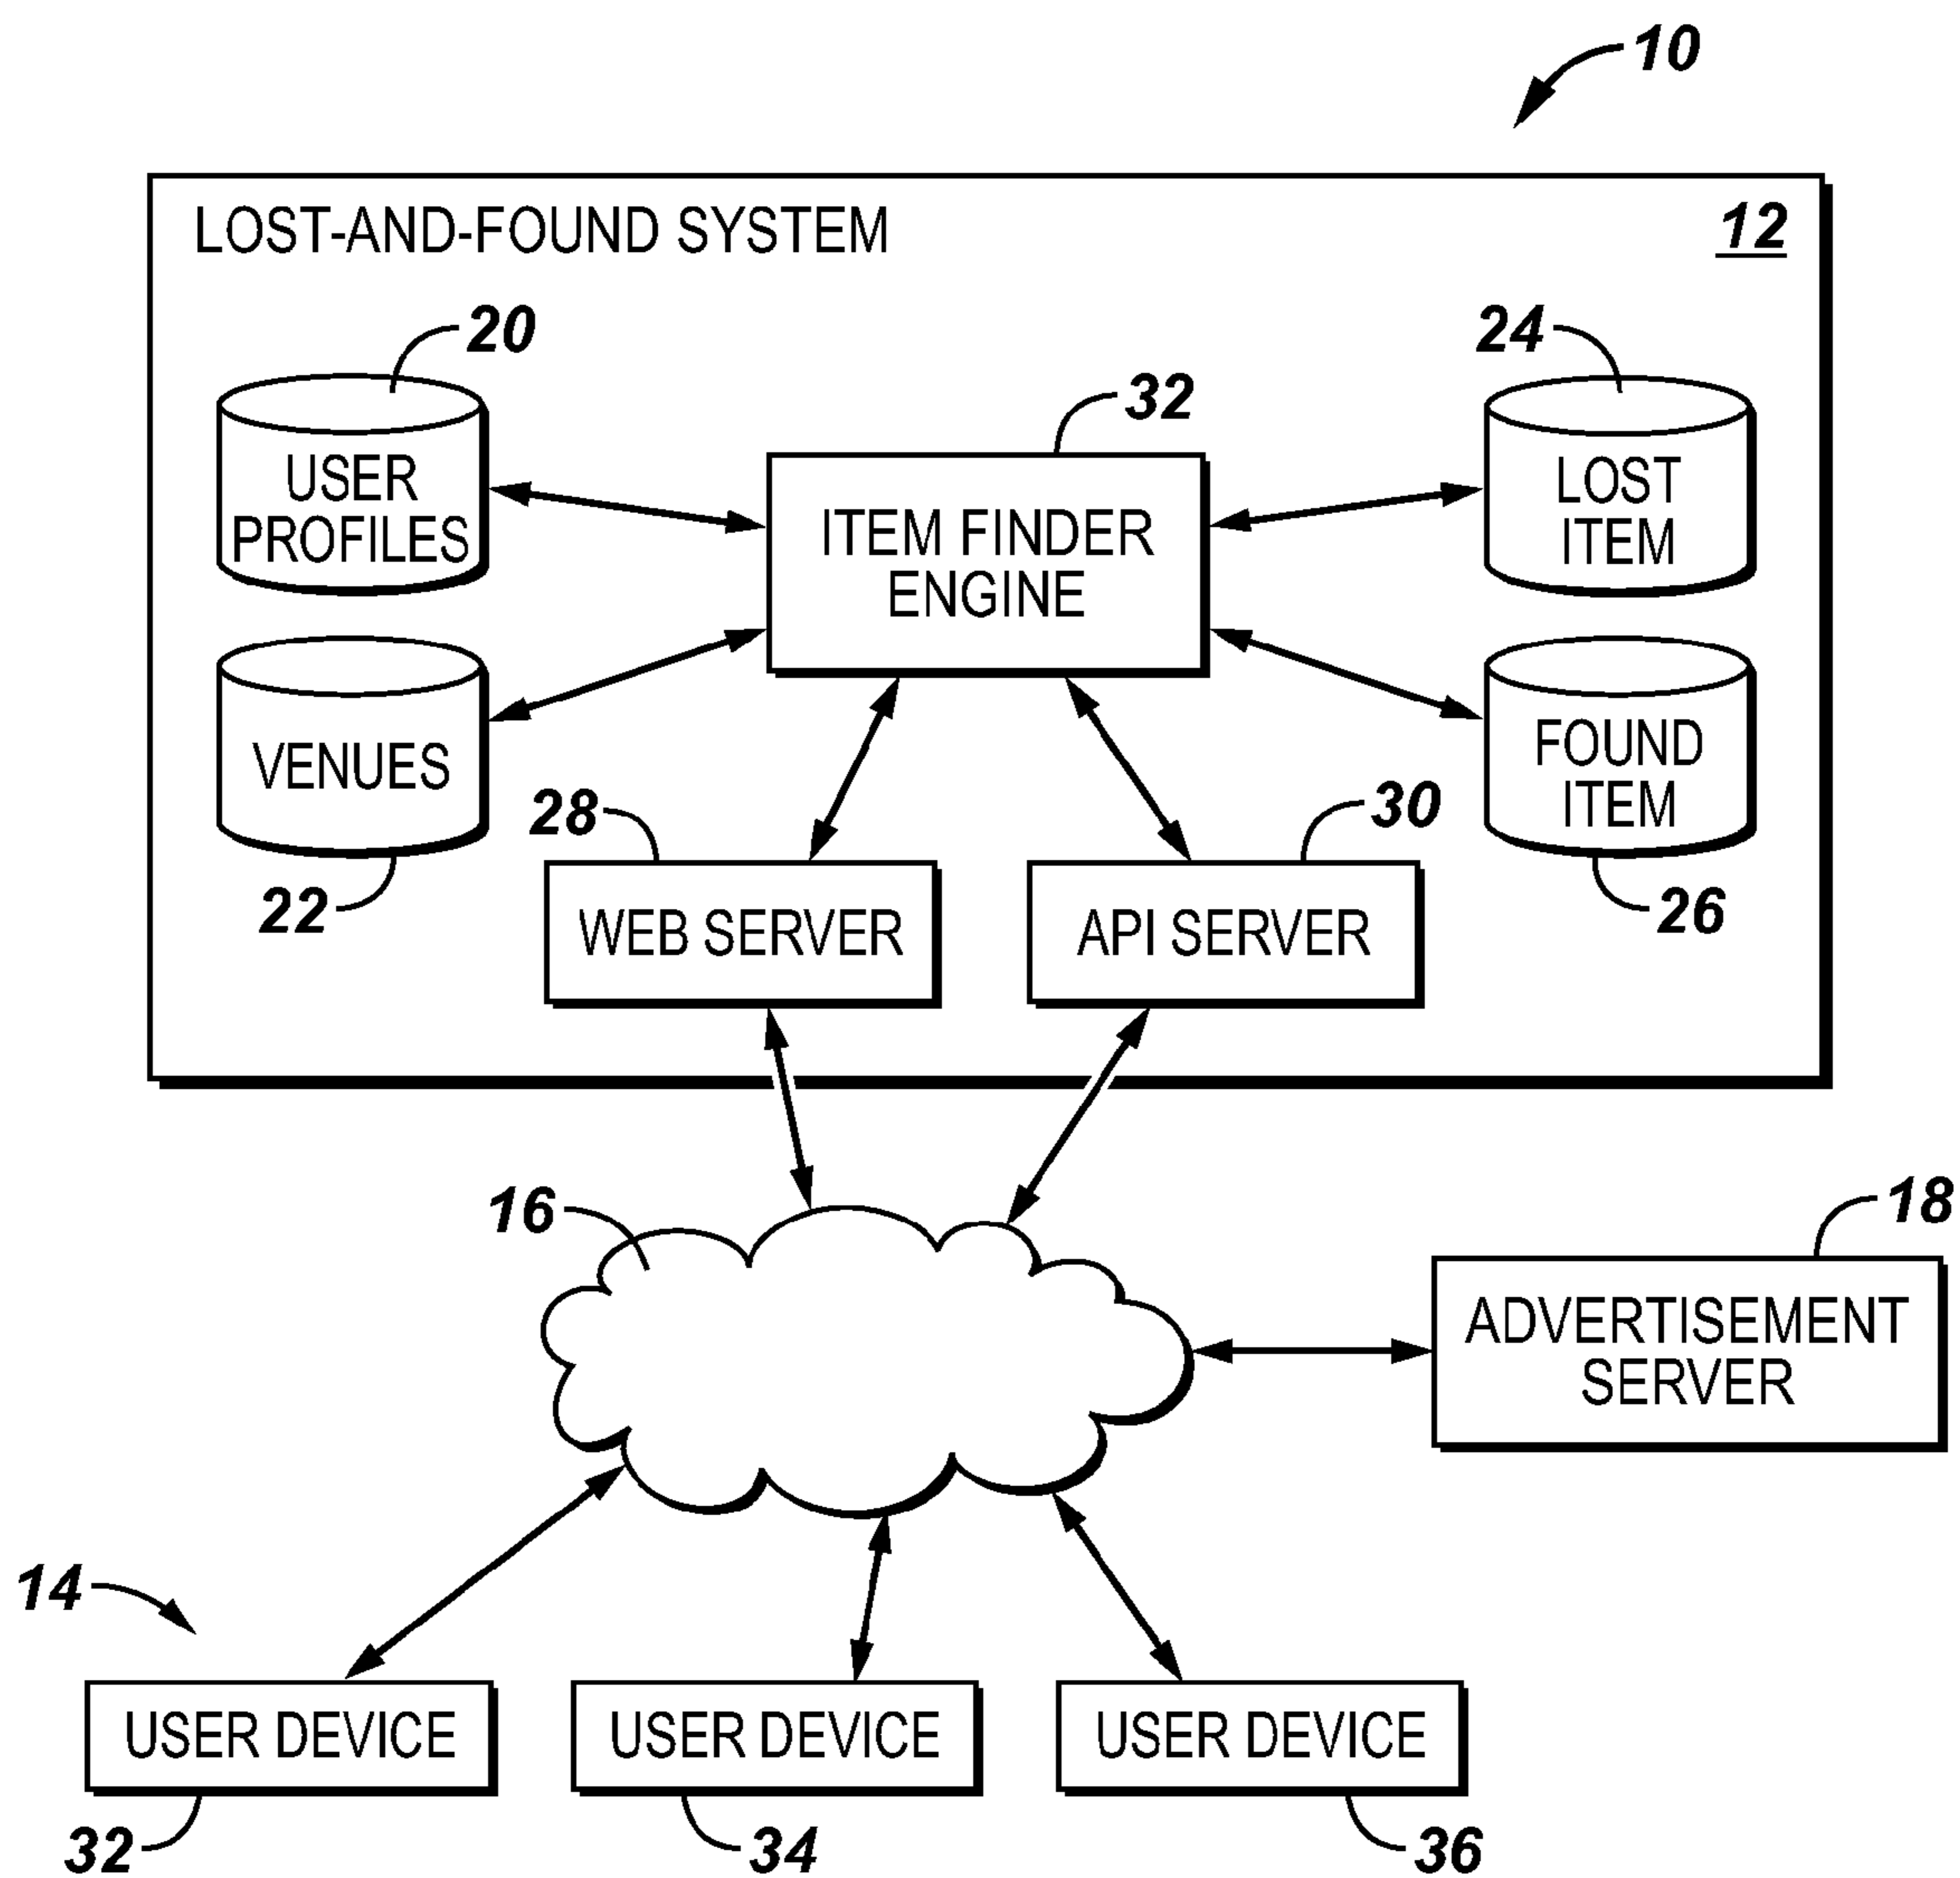 10
LOST-AND-FOUND SYSTEM
12
20
24
32
USER
PROFILES
ITEM FINDER
ENGINE
LOST
ITEM
VENUES
FOUND
ITEM
28
30
22
26
WEB SERVER
API SERVER
16
18
ADVERTISEMENT
SERVER
14
USER DEVICE
USER DEVICE
USER DEVICE
32
34
36